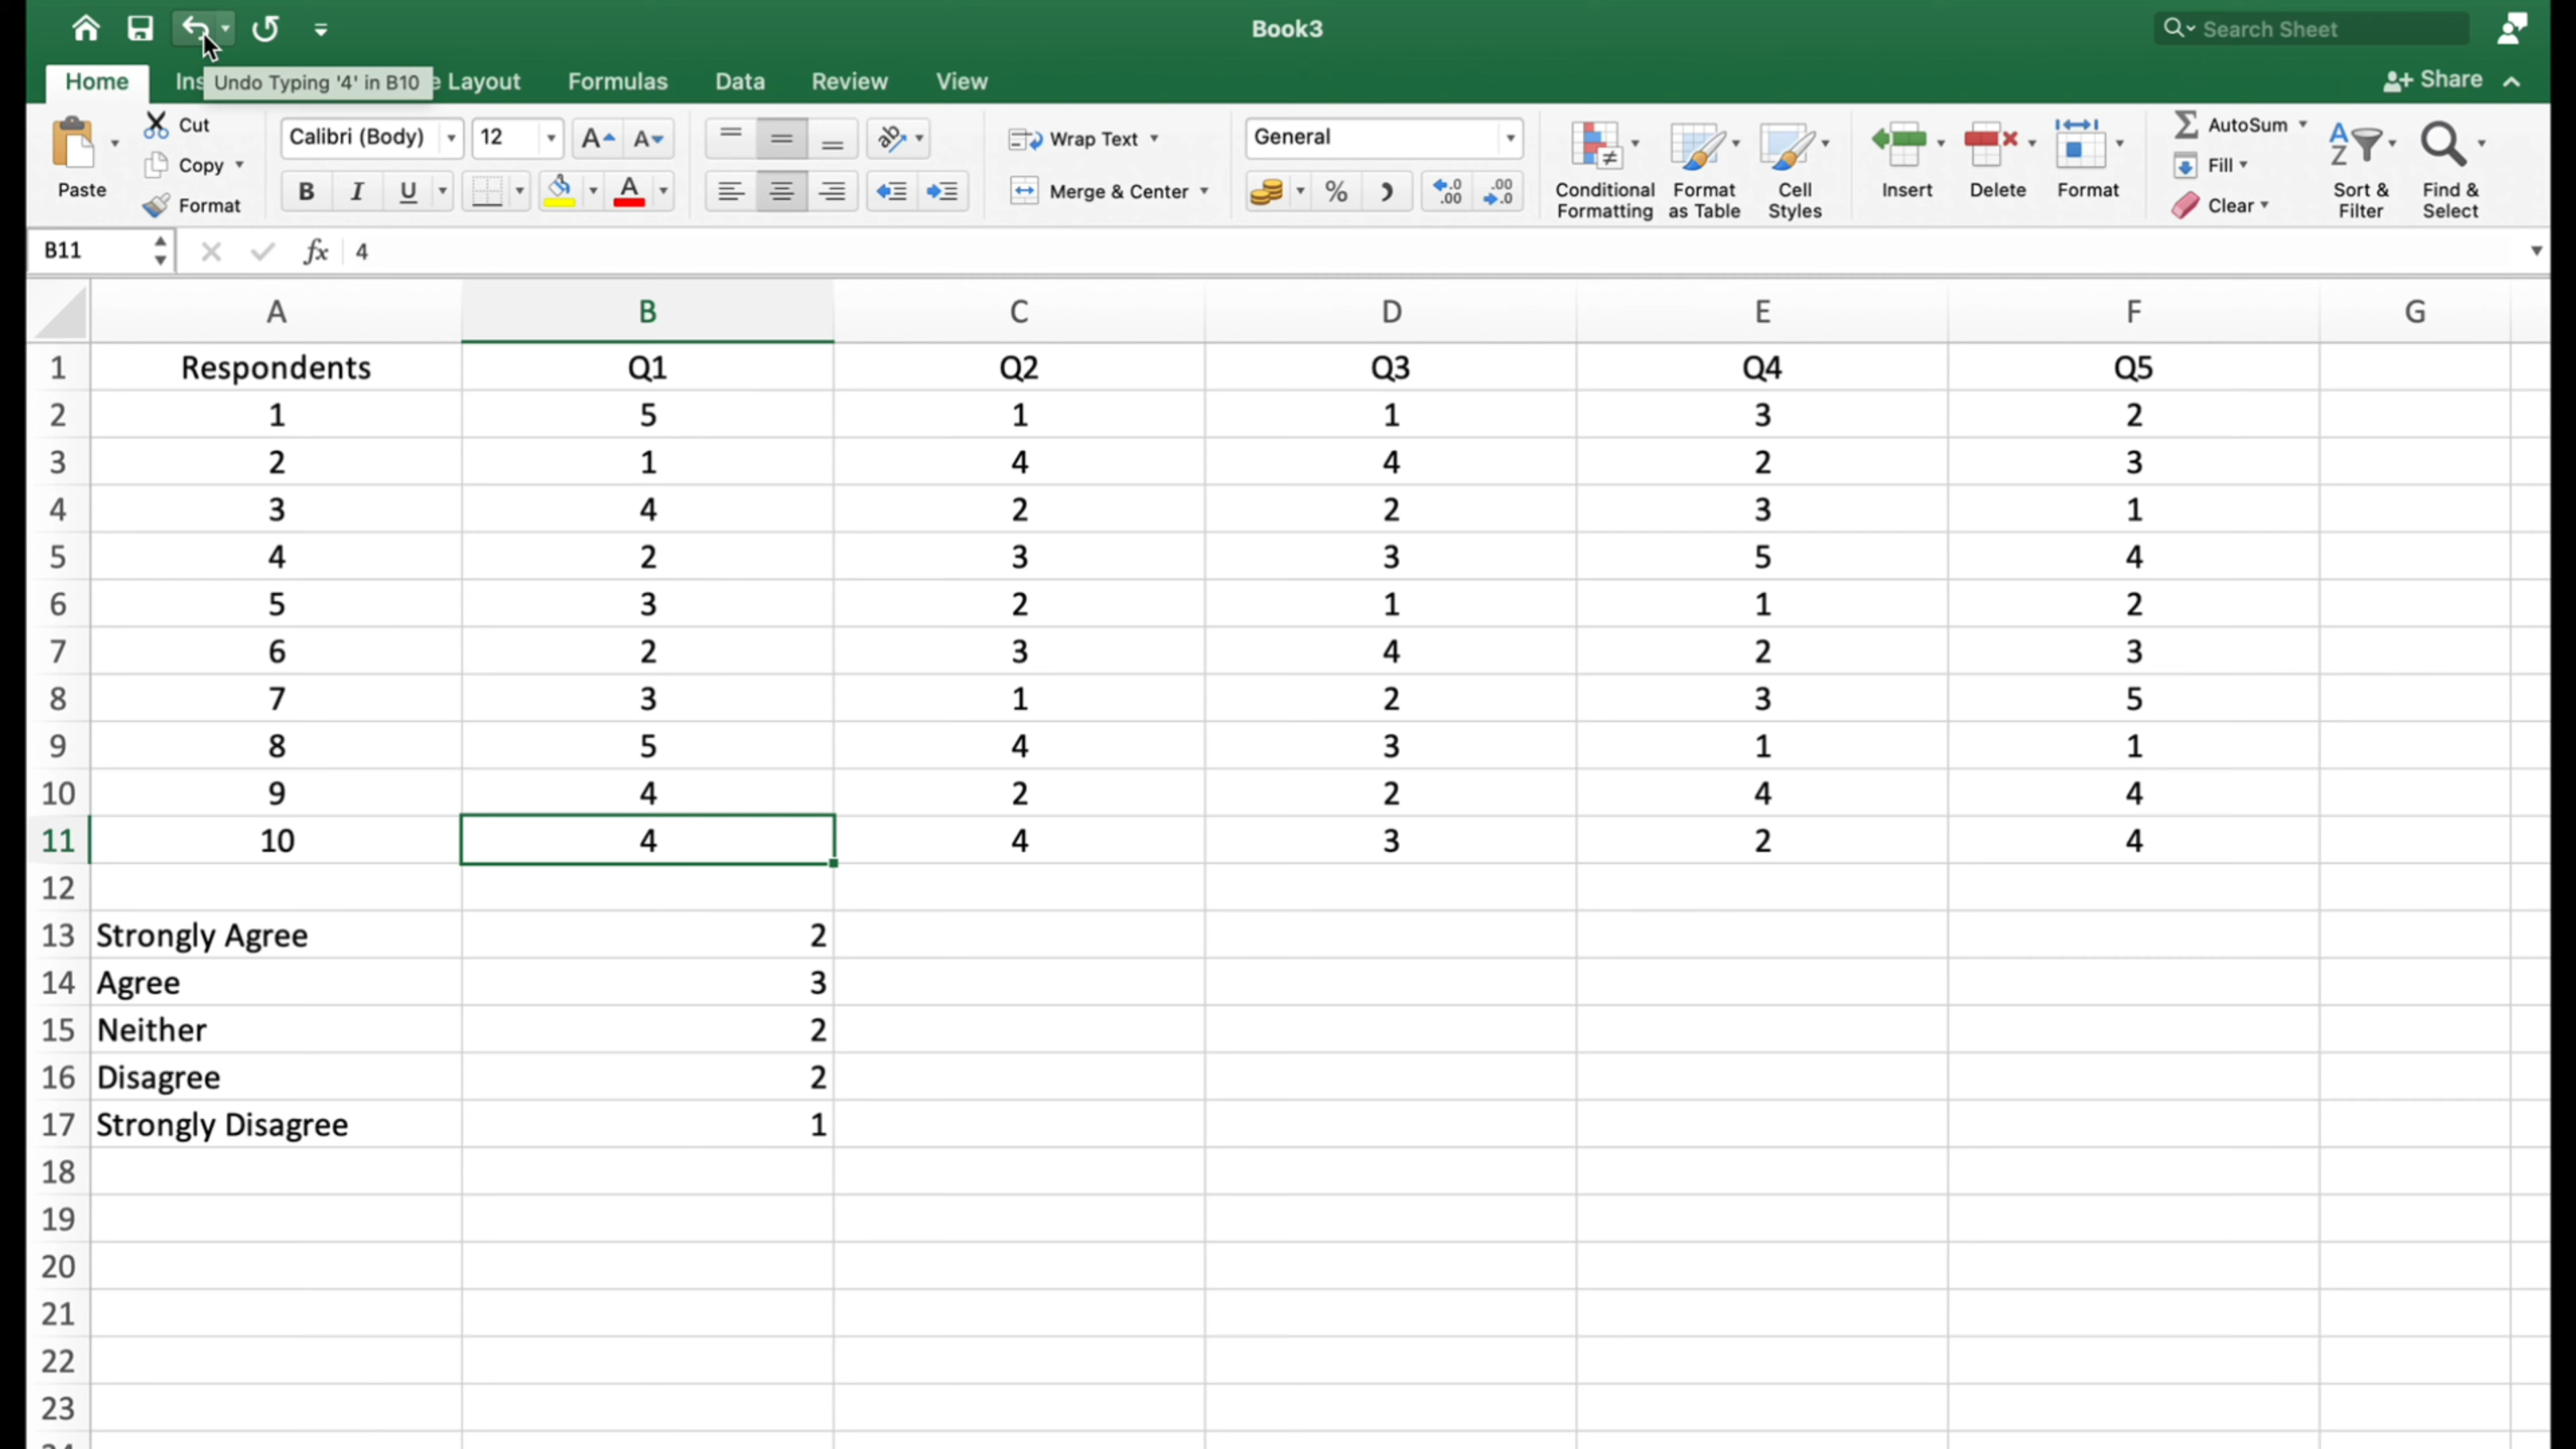 Book3
Search Sheet
Home Ins Undo Typing '4' in B10 e Layout Formulas Data Review View
Share
Cut
Copy
Format
Paste
Calibri (Body) 12
Wrap Text
Merge & Center
General
Conditional Formatting
Format as Table
Cell Styles
Insert
Delete
Format
AutoSum
Fill
Clear
Sort & Filter
Find & Select
B11 fx 4
A B C D E F G
1 Respondents Q1 Q2 Q3 Q4 Q5
2 1 5 1 1 3 2
3 2 1 4 4 2 3
4 3 4 2 2 3 1
5 4 2 3 3 5 4
6 5 3 2 1 1 2
7 6 2 3 4 2 3
8 7 3 1 2 3 5
9 8 5 4 3 1 1
10 9 4 2 2 4 4
11 10 4 4 3 2 4
12
13 Strongly Agree 2
14 Agree 3
15 Neither 2
16 Disagree 2
17 Strongly Disagree 1
18
19
20
21
22
23